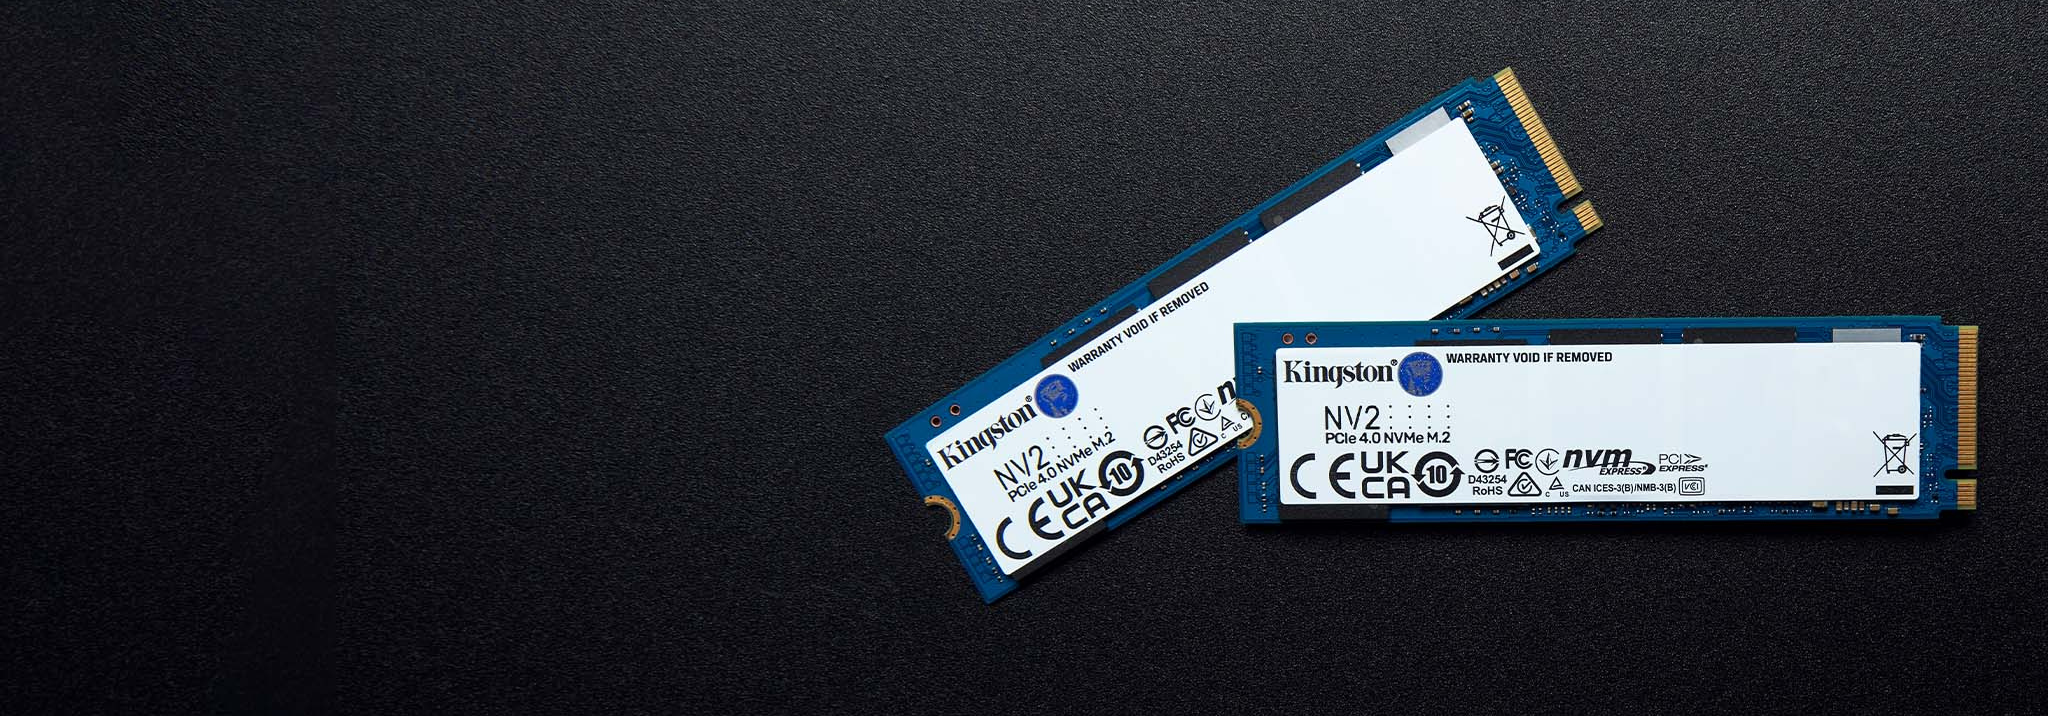 WARRANTY VOID IF REMOVED
Kingston®
NV2
PCIe 4.0 NVMe M.2
CE UK CA 10
D43254
RoHS
FC
Kingston®
WARRANTY VOID IF REMOVED
NV2
PCIe 4.0 NVMe M.2
CE UK CA 10
FC nvm EXPRESS® PCI EXPRESS®
D43254
RoHS
C US CAN ICES-3(B)/NMB-3(B) VCI